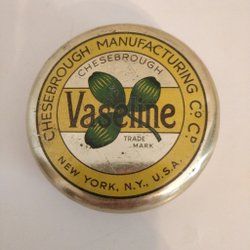 CHESEBROUGH MANUFACTURING CO. CD.
CHESEBROUGH
Vaseline
TRADE
MARK
NEW YORK, N.Y., U.S.A.